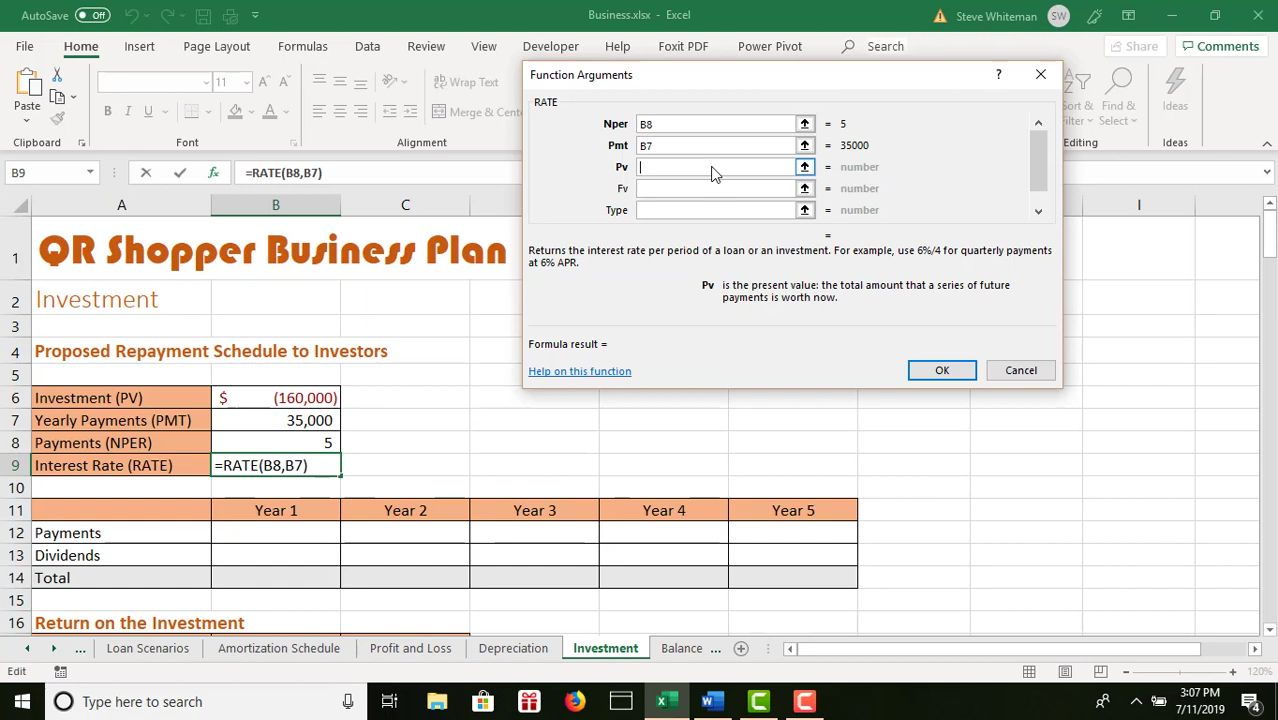 AutoSave Off Business.xlsx - Excel Steve Whiteman SW
File Home Insert Page Layout Formulas Data Review View Developer Help Foxit PDF Power Pivot Search Share Comments
Paste
11
B I U
Wrap Text
Merge & Center
Sort & Filter
Find & Select
Ideas
Clipboard Font Alignment Ideas
Function Arguments ?
RATE
Nper B8 = 5
Pmt B7 = 35000
Pv = number
Fv = number
Type = number
=
Returns the interest rate per period of a loan or an investment. For example, use 6%/4 for quarterly payments
at 6% APR.
Pv is the present value: the total amount that a series of future
payments is worth now.
Formula result =
Help on this function OK Cancel
B9 fx =RATE(B8,B7)
A B C I
1 QR Shopper Business Plan
2 Investment
3
4 Proposed Repayment Schedule to Investors
5
6 Investment (PV) $ (160,000)
7 Yearly Payments (PMT) 35,000
8 Payments (NPER) 5
9 Interest Rate (RATE) =RATE(B8,B7)
10
11 Year 1 Year 2 Year 3 Year 4 Year 5
12 Payments
13 Dividends
14 Total
15
16 Return on the Investment
... Loan Scenarios Amortization Schedule Profit and Loss Depreciation Investment Balance ...
Edit 120%
Type here to search
3:07 PM
7/11/2019
4